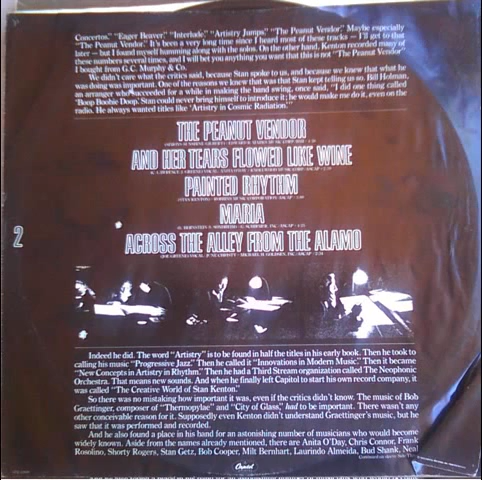 Concertos." "Eager Beaver." "Interlude." "Artistry Jumps." "The Peanut Vendor." Maybe especially
"The Peanut Vendor." It's been a very long time since I heard most of these tracks — I'll get to that
later — but I found myself humming along with the solos. On the other hand, Kenton recorded many of
these numbers several times, and I will bet you anything you want that this is not "The Peanut Vendor"
I bought from G.C. Murphy & Co.
We didn't care what the critics said, because Stan spoke to us, and because we knew that what he
was doing was important. One of the reasons we knew it was that Stan kept telling us so. Bill Holman,
an arranger who succeeded for a while in making the band swing, once said, "I did one thing called
'Boop Boobie Doop.' Stan could never bring himself to introduce it; he would make me do it, even on the
radio. He always wanted titles like 'Artistry in Cosmic Radiation.'"
THE PEANUT VENDOR
AND HER TEARS FLOWED LIKE WINE
PAINTED RHYTHM
MARIA
2
ACROSS THE ALLEY FROM THE ALAMO
Indeed he did. The word "Artistry" is to be found in half the titles in his early book. Then he took to
calling his music "Progressive Jazz." Then he called it "Innovations in Modern Music." Then it became
"New Concepts in Artistry in Rhythm." Then he had a Third Stream organization called The Neophonic
Orchestra. That means new sounds. And when he finally left Capitol to start his own record company, it
was called "The Creative World of Stan Kenton."
So there was no mistaking how important it was, even if the critics didn't know. The music of Bob
Graettinger, composer of "Thermopylae" and "City of Glass," had to be important. There wasn't any
other conceivable reason for it. Supposedly even Kenton didn't understand Graettinger's music, but he
saw that it was performed and recorded.
And he also found a place in his band for an astonishing number of musicians who would become
widely known. Aside from the names already mentioned, there are Anita O'Day, Chris Connor, Frank
Rosolino, Shorty Rogers, Stan Getz, Bob Cooper, Milt Bernhart, Laurindo Almeida, Bud Shank, Neal
Capitol